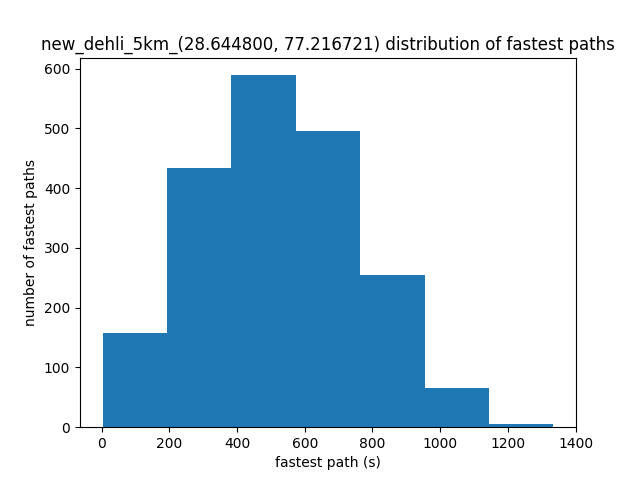 new_dehli_5km_(28.644800, 77.216721) distribution of fastest paths
600
500
400
300
200
100
0
number of fastest paths
0 200 400 600 800 1000 1200 1400
fastest path (s)